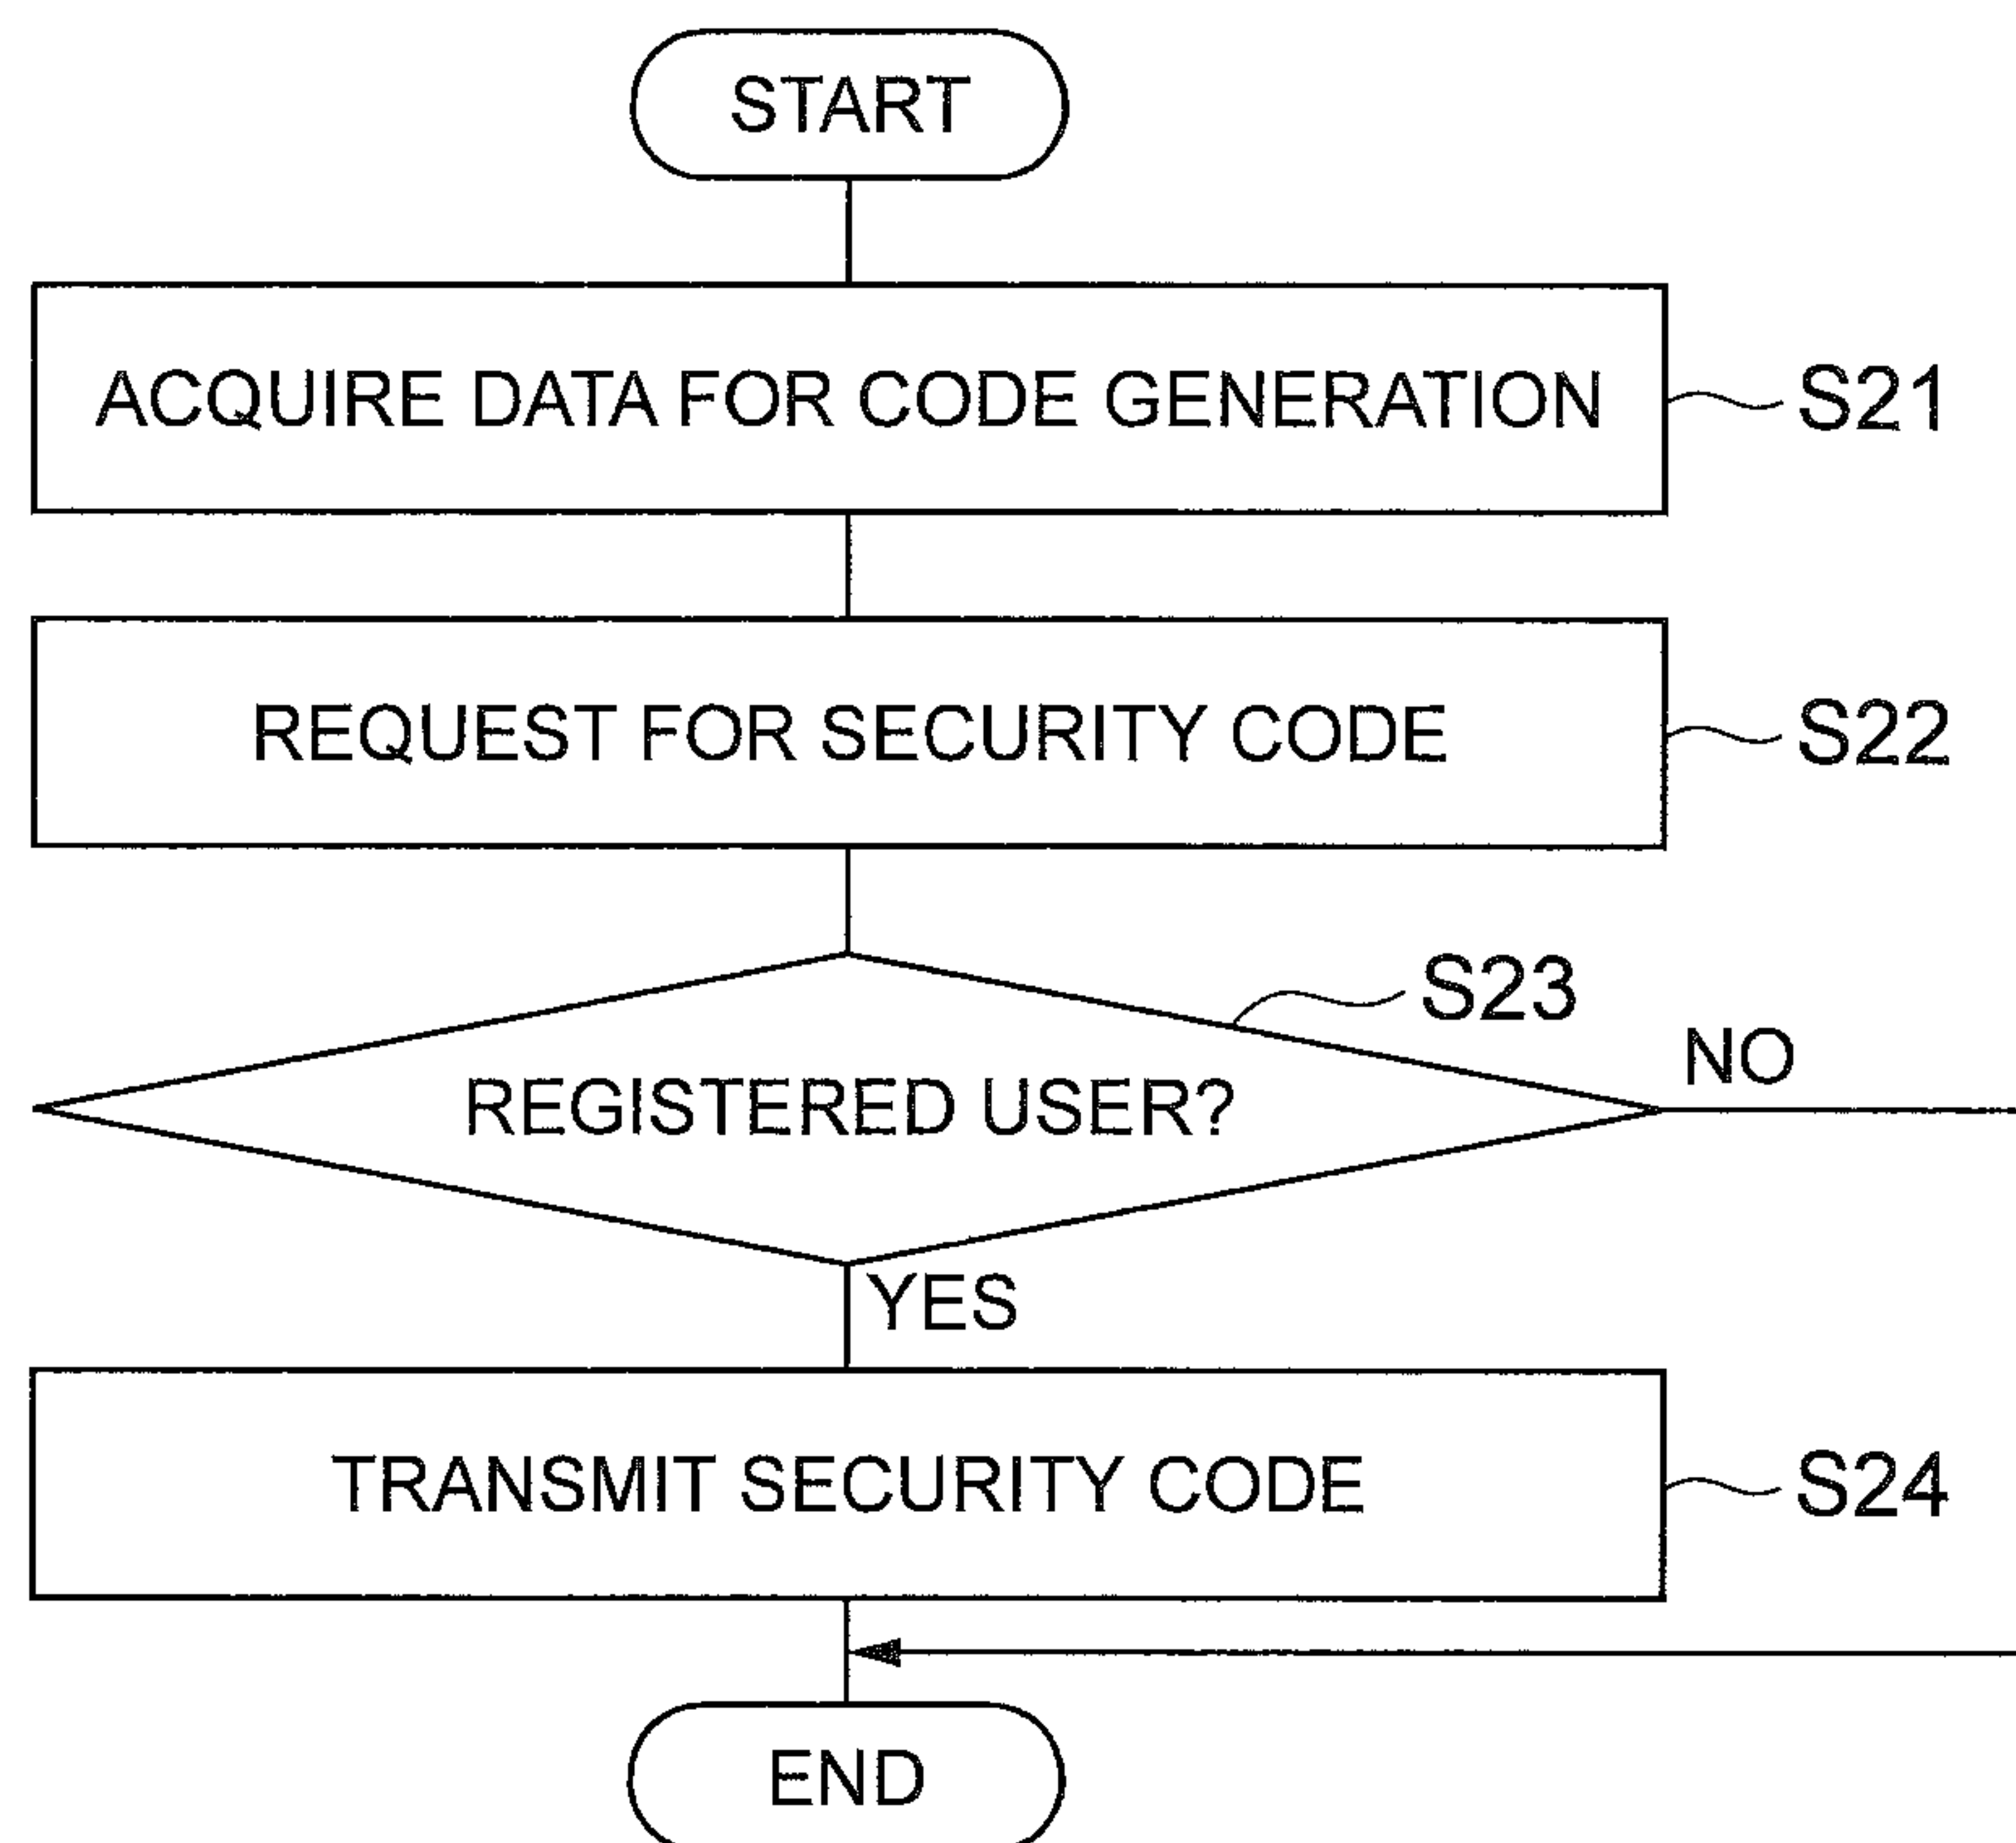 START
ACQUIRE DATA FOR CODE GENERATION
S21
REQUEST FOR SECURITY CODE
S22
S23
REGISTERED USER?
NO
YES
TRANSMIT SECURITY CODE
S24
END